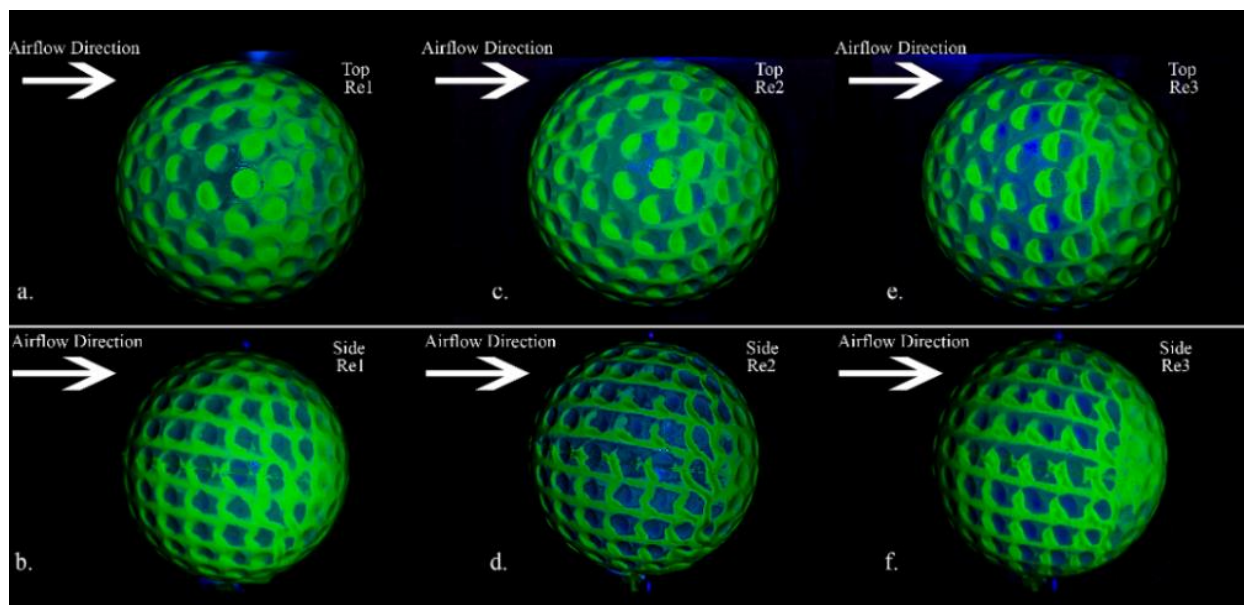 Airflow Direction
Top
Re1
a.
Airflow Direction
Top
Re2
c.
Airflow Direction
Top
Re3
e.
Airflow Direction
Side
Re1
b.
Airflow Direction
Side
Re2
d.
Airflow Direction
Side
Re3
f.